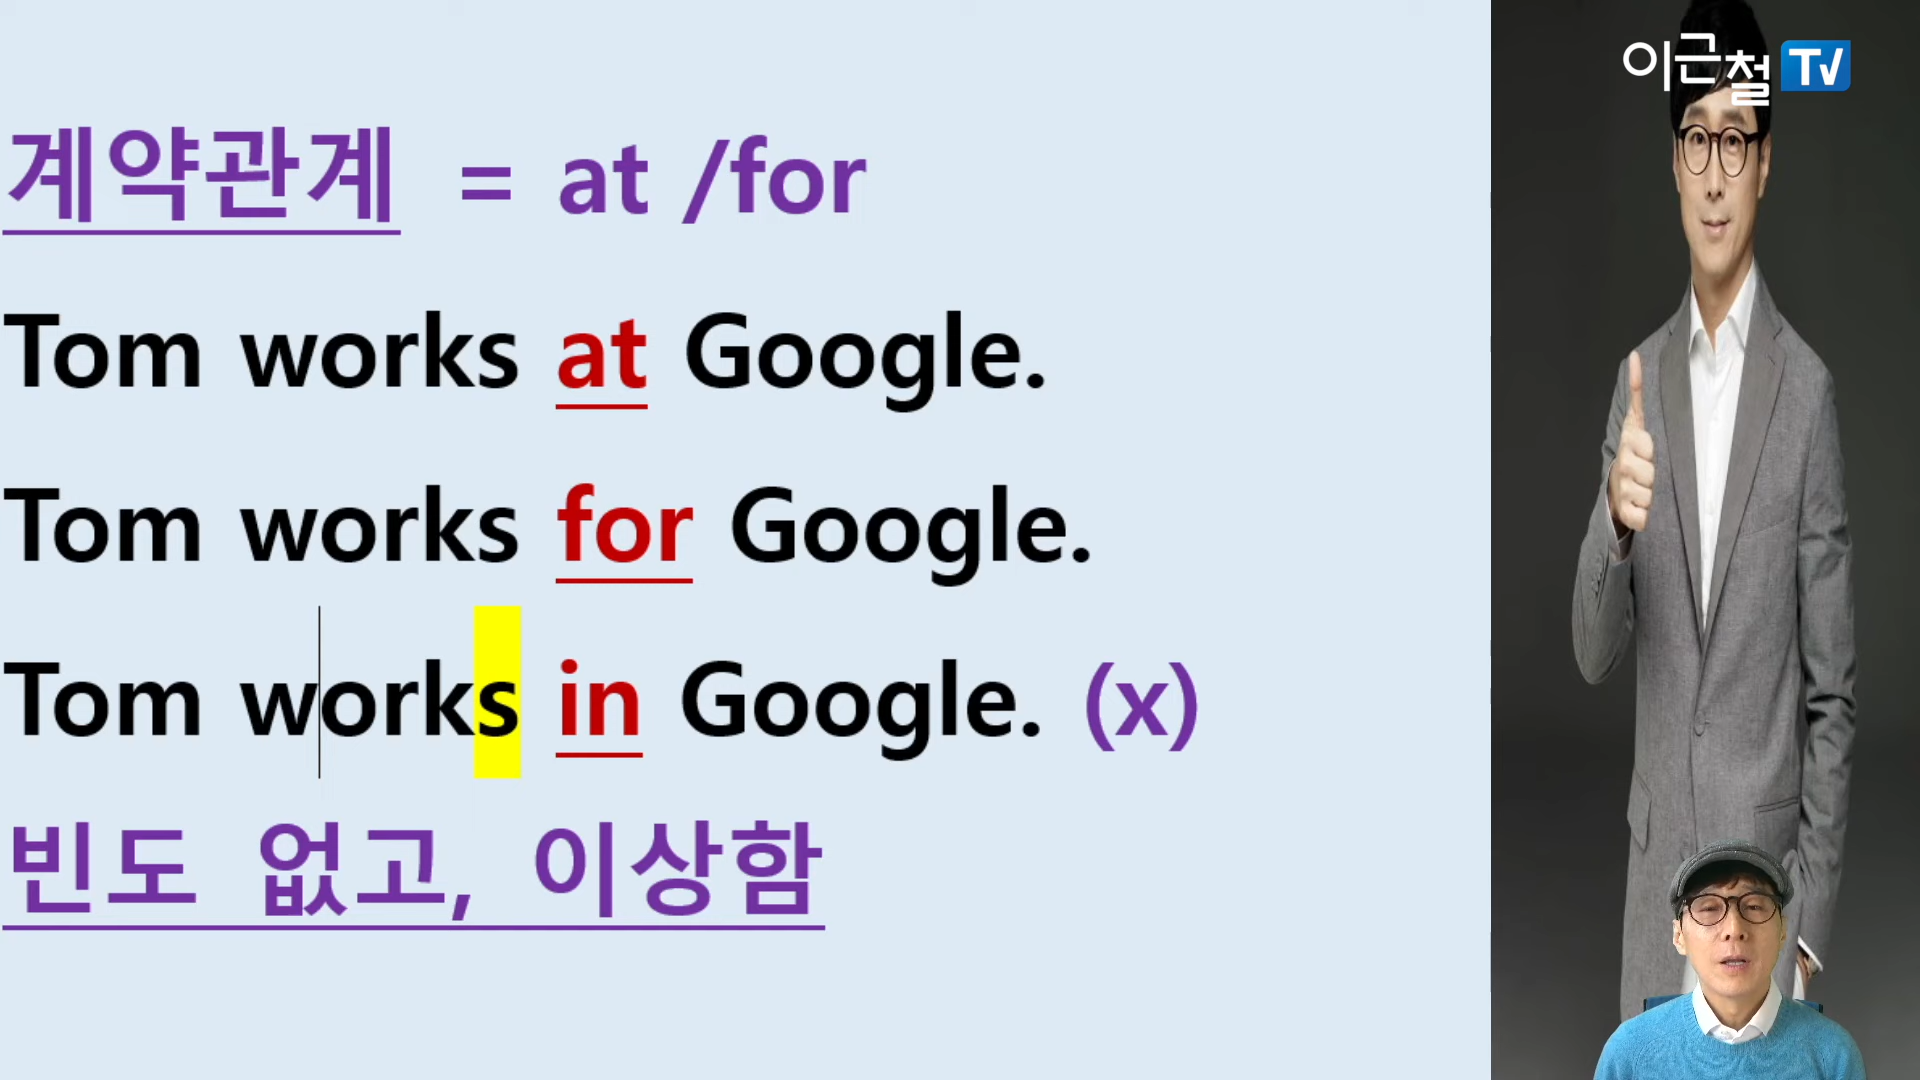 이근철 TV
계약관계 = at /for
Tom works at Google.
Tom works for Google.
Tom works in Google. (x)
빈도 없고, 이상함